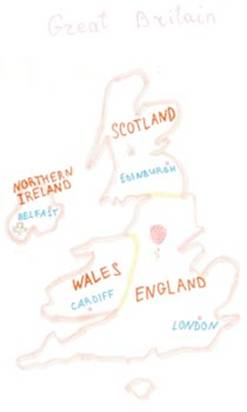 Great Britain
SCOTLAND
EDINBURGH
NORTHERN
IRELAND
BELFAST
WALES
CARDIFF
ENGLAND
LONDON